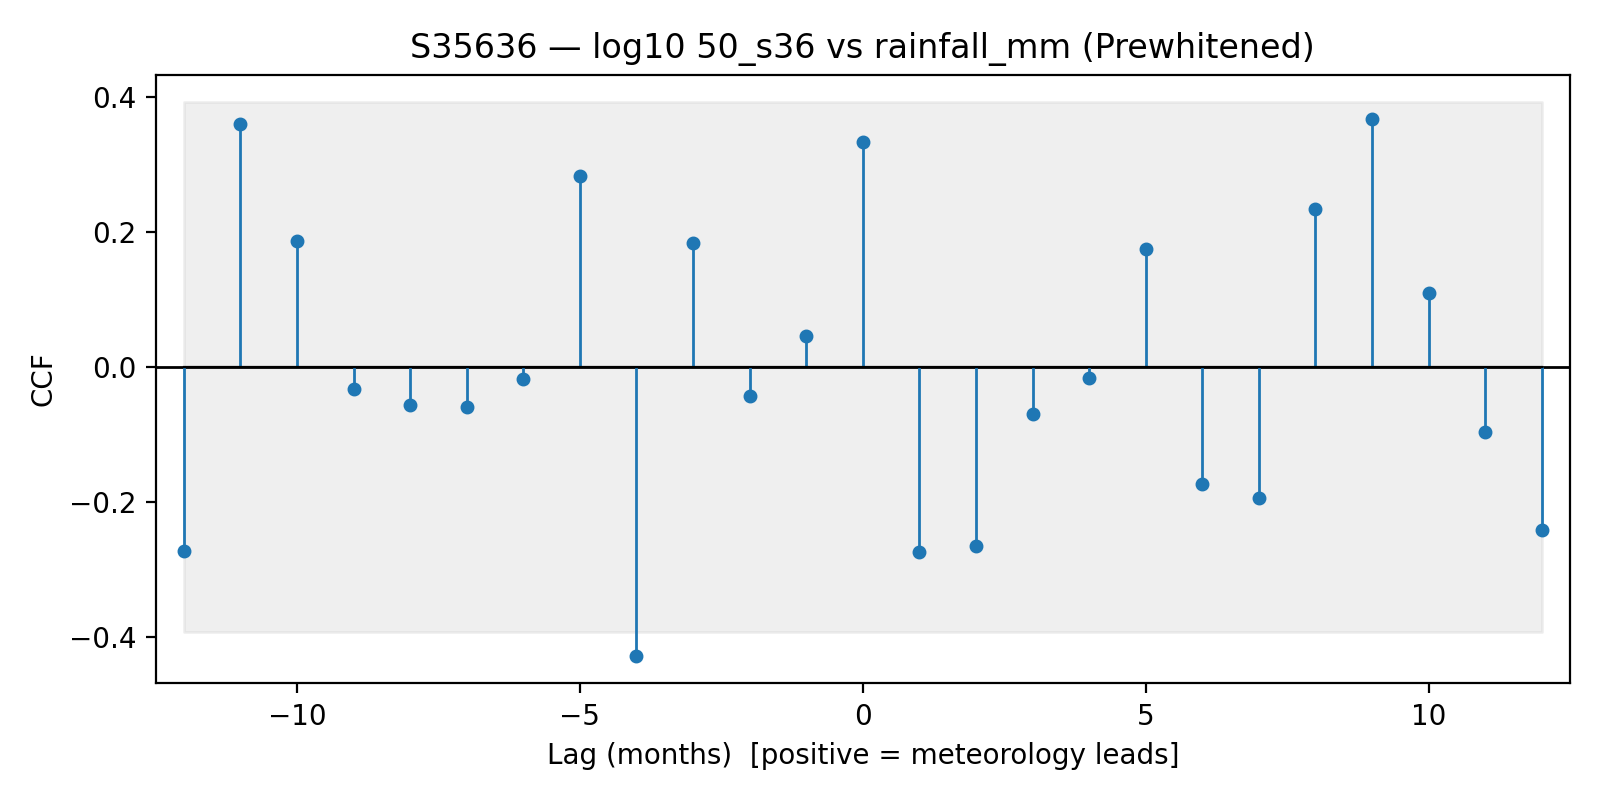 S35636 — log10 50_s36 vs rainfall_mm (Prewhitened)
0.4
0.2
0.0
−0.2
−0.4
CCF
−10 −5 0 5 10
Lag (months)  [positive = meteorology leads]